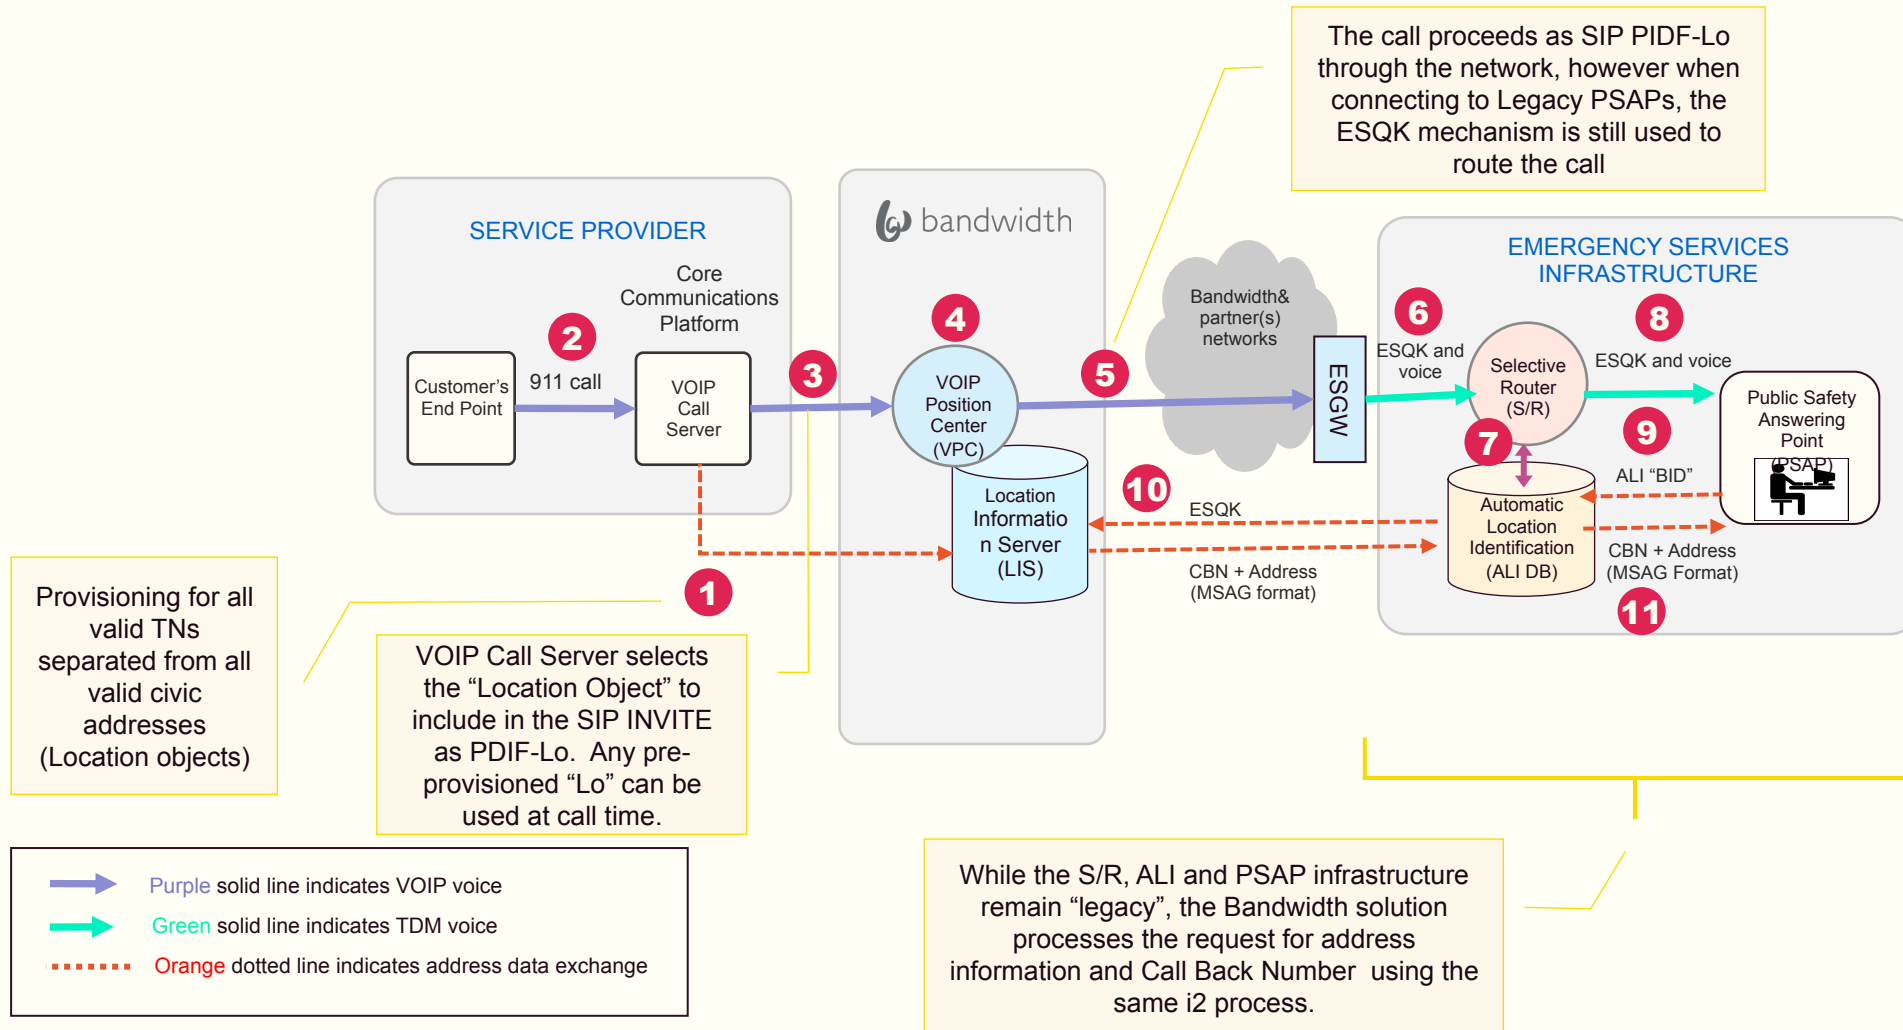 The call proceeds as SIP PIDF-Lo
through the network, however when
connecting to Legacy PSAPs, the
ESQK mechanism is still used to
route the call
SERVICE PROVIDER
Core
Communications
Platform
2
911 call
Customer's
End Point
VOIP
Call
Server
3
bandwidth
4
VOIP
Position
Center
(VPC)
5
Location
Informatio
n Server
(LIS)
Bandwidth&
partner(s)
networks
ESGW
EMERGENCY SERVICES
INFRASTRUCTURE
6
ESQK and
voice
Selective
Router
(S/R)
8
ESQK and voice
7
9
Public Safety
Answering
Point
(PSAP)
ALI “BID”
Automatic
Location
Identification
(ALI DB)
10
ESQK
CBN + Address
(MSAG format)
CBN + Address
(MSAG Format)
11
1
Provisioning for all
valid TNs
separated from all
valid civic
addresses
(Location objects)
VOIP Call Server selects
the “Location Object” to
include in the SIP INVITE
as PDIF-Lo. Any pre-
provisioned “Lo” can be
used at call time.
Purple solid line indicates VOIP voice
Green solid line indicates TDM voice
Orange dotted line indicates address data exchange
While the S/R, ALI and PSAP infrastructure
remain “legacy”, the Bandwidth solution
processes the request for address
information and Call Back Number using the
same i2 process.